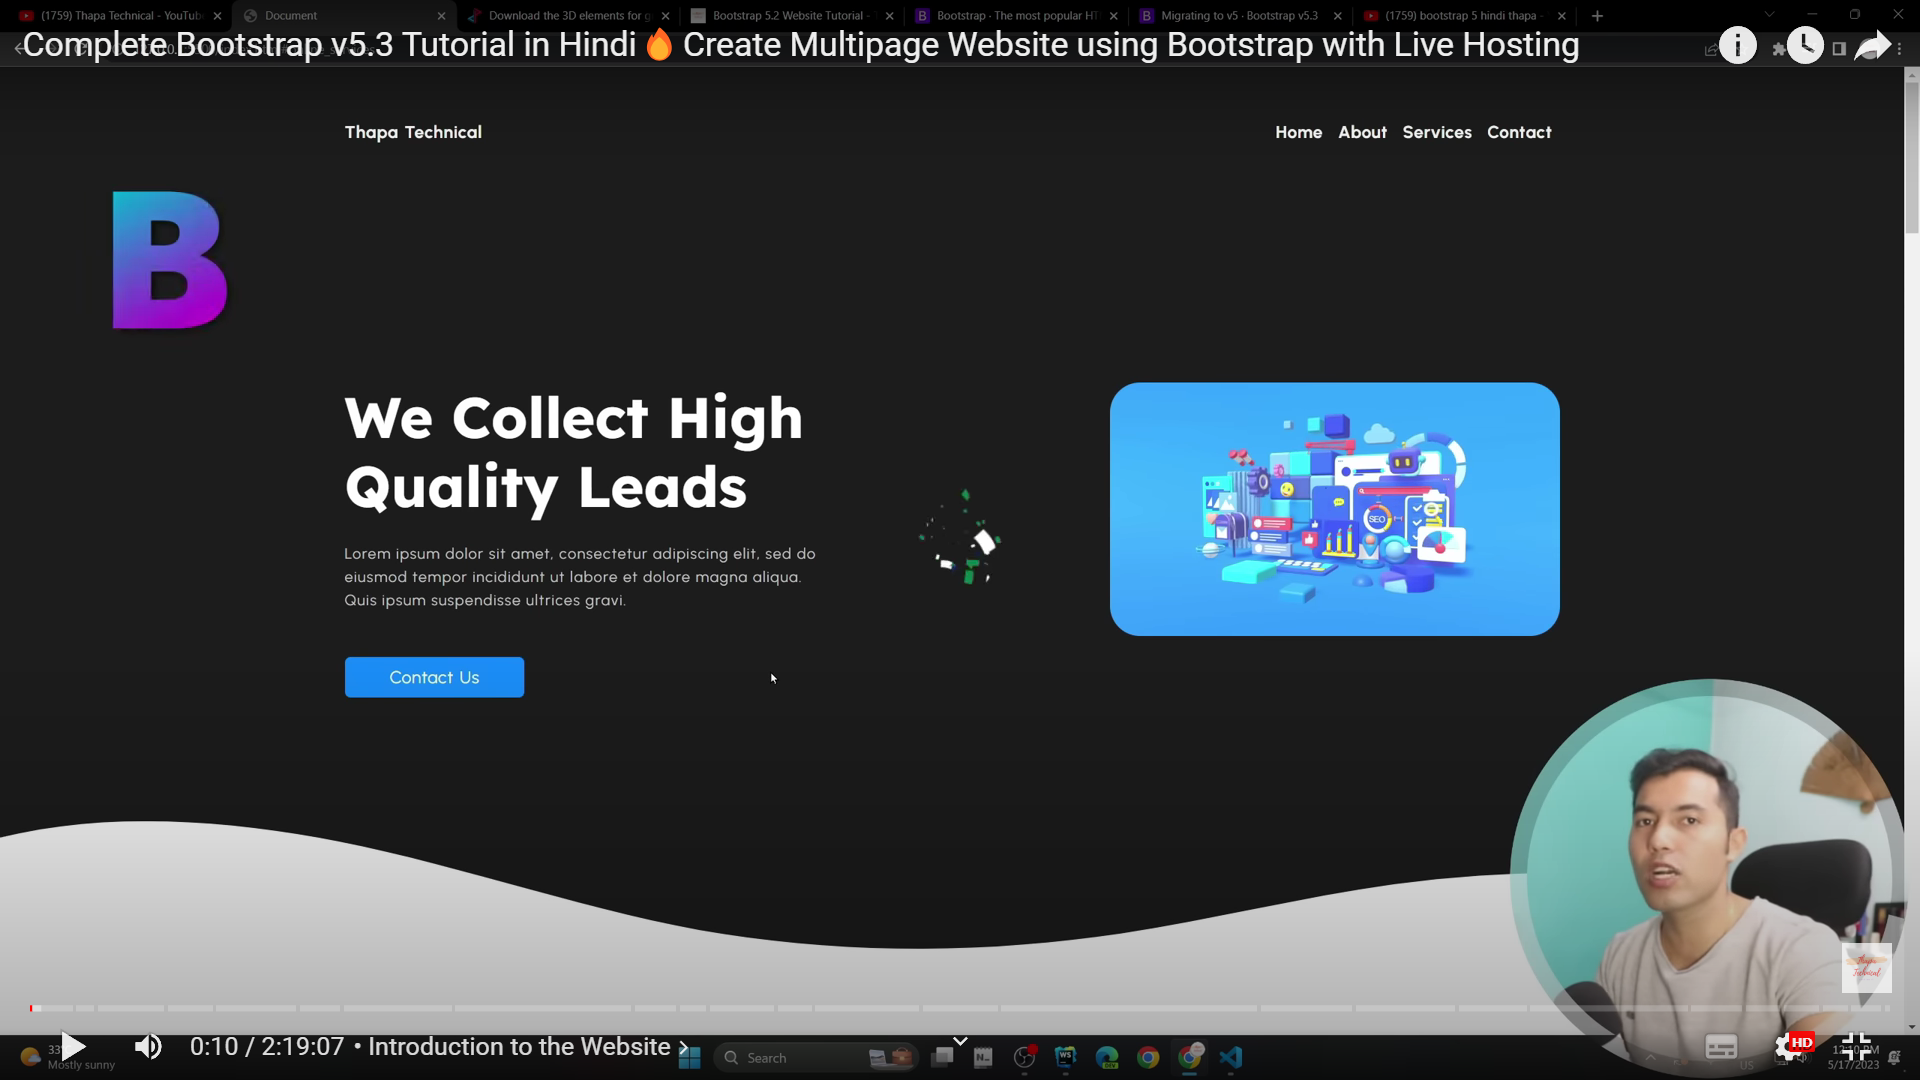 (1759) Thapa Technical - YouTub
Document
Download the 3D elements for g
Bootstrap 5.2 Website Tutorial -
Bootstrap · The most popular HT
Migrating to v5 · Bootstrap v5.3
(1759) bootstrap 5 hindi thapa -
Complete Bootstrap v5.3 Tutorial in Hindi🔥Create Multipage Website using Bootstrap with Live Hosting
Thapa Technical
Home About Services Contact
B
We Collect High
Quality Leads
Lorem ipsum dolor sit amet, consectetur adipiscing elit, sed do
eiusmod tempor incididunt ut labore et dolore magna aliqua.
Quis ipsum suspendisse ultrices gravi.
SEO
Contact Us
Thapa
Technical
0:10 / 2:19:07 • Introduction to the Website
Search
HD
Mostly sunny
US
5/17/2023